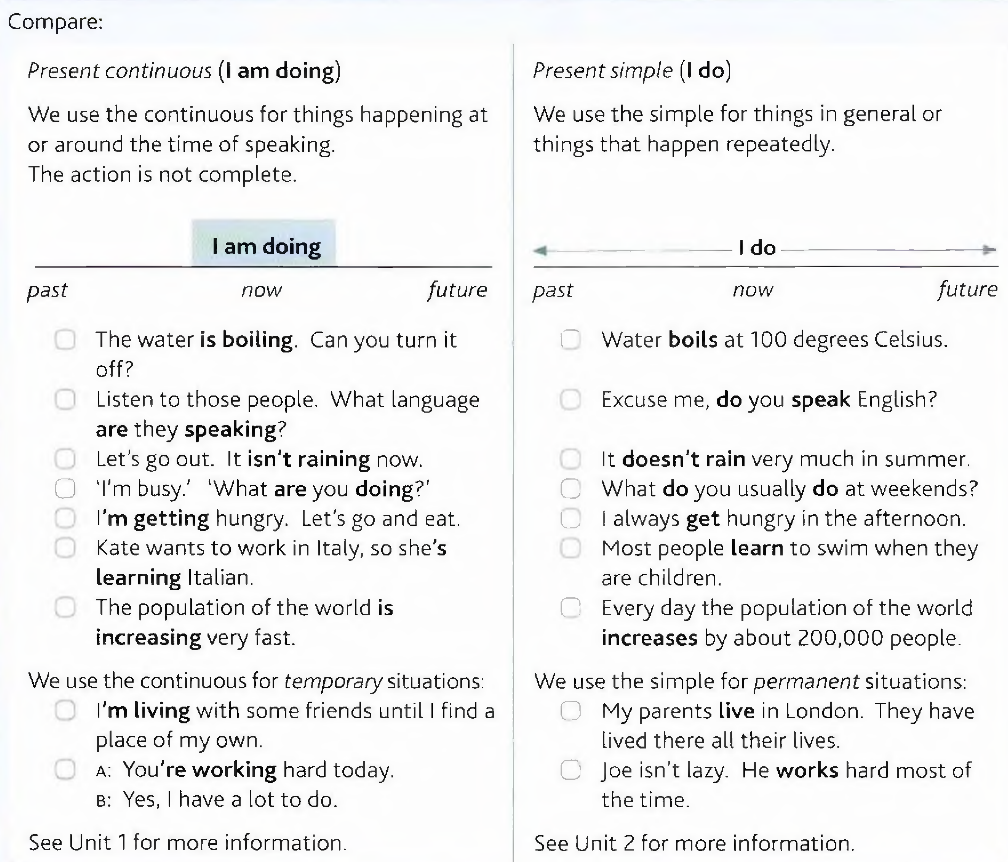 Compare:
Present continuous (I am doing)
We use the continuous for things happening at
or around the time of speaking.
The action is not complete.
I am doing
past now future
The water is boiling. Can you turn it
off?
Listen to those people. What language
are they speaking?
Let's go out. It isn't raining now.
'I'm busy.' 'What are you doing?'
I'm getting hungry. Let's go and eat.
Kate wants to work in Italy, so she's
learning Italian.
The population of the world is
increasing very fast.
We use the continuous for temporary situations:
I'm living with some friends until I find a
place of my own.
A: You're working hard today.
B: Yes, I have a lot to do.
See Unit 1 for more information.
Present simple (I do)
We use the simple for things in general or
things that happen repeatedly.
I do
past now future
Water boils at 100 degrees Celsius.
Excuse me, do you speak English?
It doesn't rain very much in summer.
What do you usually do at weekends?
I always get hungry in the afternoon.
Most people learn to swim when they
are children.
Every day the population of the world
increases by about 200,000 people.
We use the simple for permanent situations:
My parents live in London. They have
lived there all their lives.
Joe isn't lazy. He works hard most of
the time.
See Unit 2 for more information.